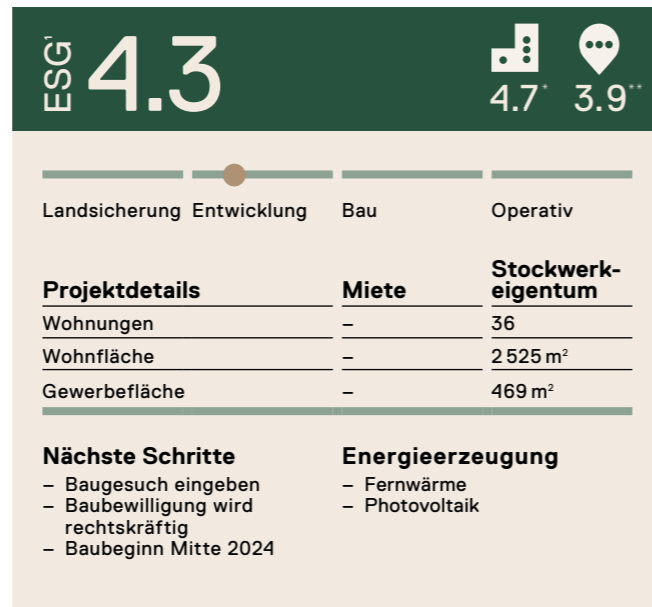 ESG¹ 4.3
4.7* 3.9**
Landsicherung Entwicklung Bau Operativ
Projektdetails Miete Stockwerk-
eigentum
Wohnungen – 36
Wohnfläche – 2 525 m²
Gewerbefläche – 469 m²
Nächste Schritte
– Baugesuch eingeben
– Baubewilligung wird
rechtskräftig
– Baubeginn Mitte 2024
Energieerzeugung
– Fernwärme
– Photovoltaik